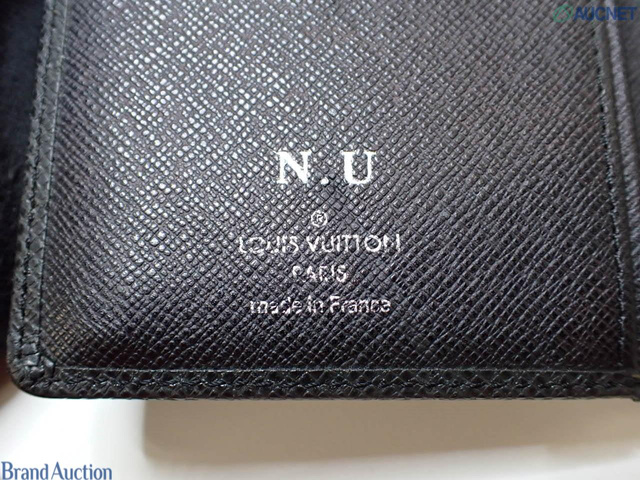 AUCNET
N.U
®
LOUIS VUITTON
PARIS
made in France
Brand Auction